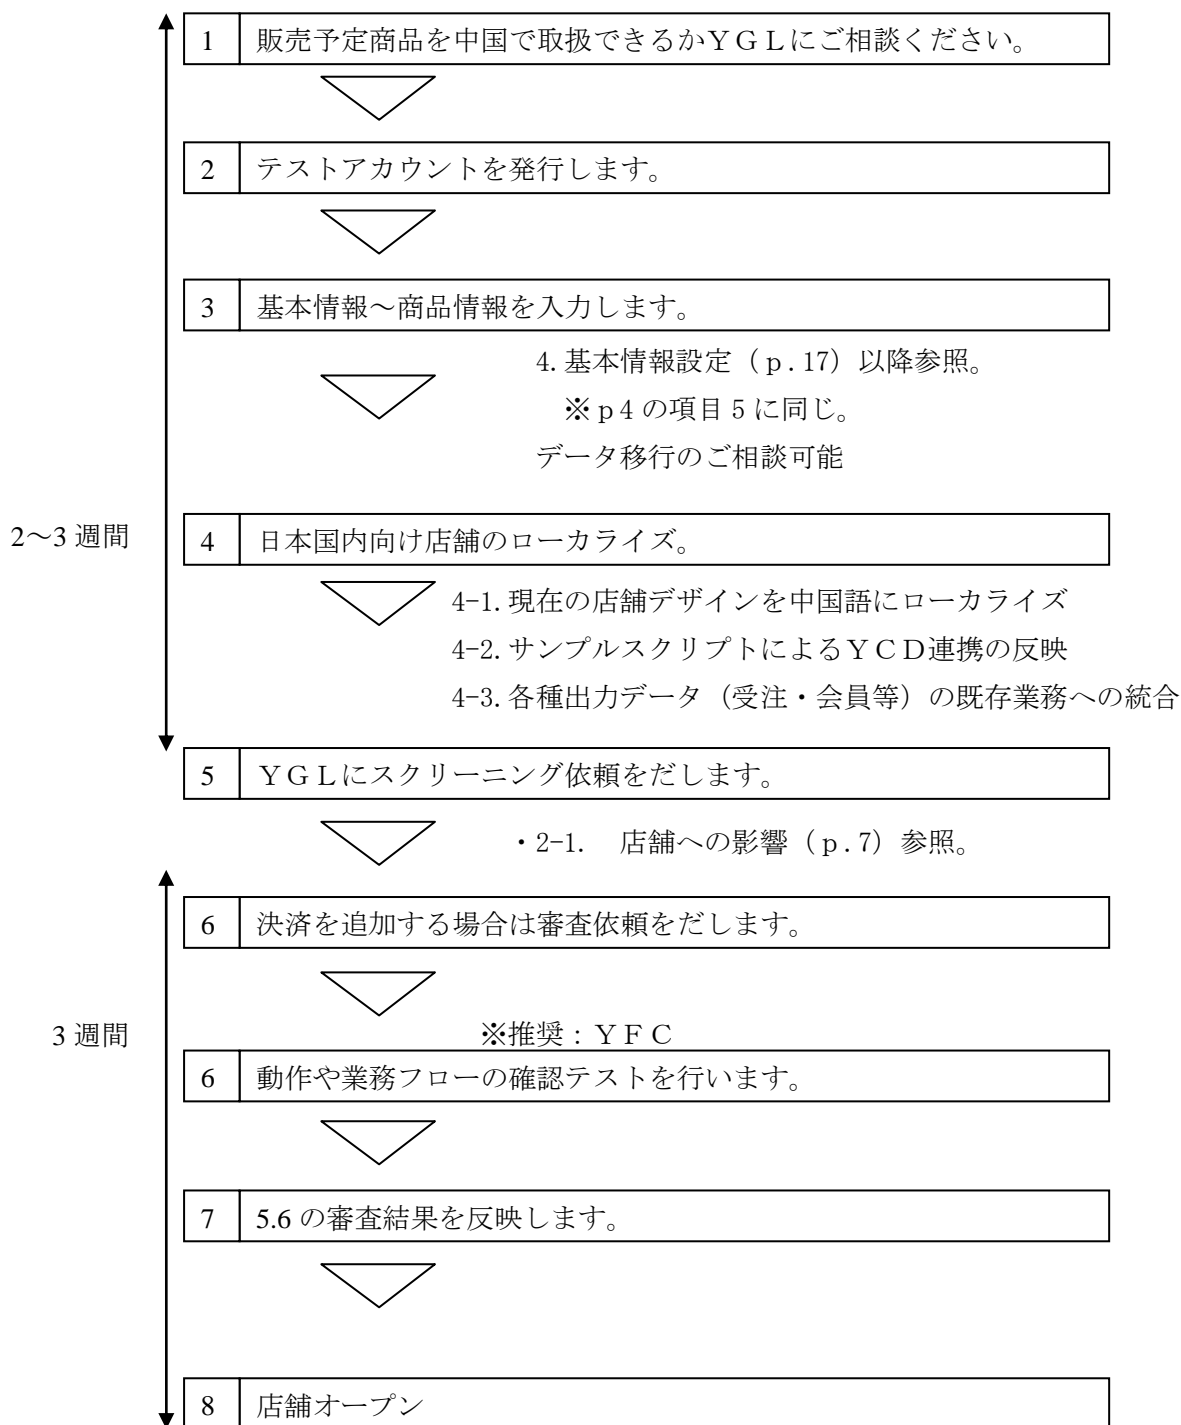 1 販売予定商品を中国で取扱できるかＹＧＬにご相談ください。
2 テストアカウントを発行します。
3 基本情報～商品情報を入力します。
4.基本情報設定（ｐ.17）以降参照。
※ｐ4の項目5に同じ。
データ移行のご相談可能
2～3週間
4 日本国内向け店舗のローカライズ。
4-1.現在の店舗デザインを中国語にローカライズ
4-2.サンプルスクリプトによるＹＣＤ連携の反映
4-3.各種出力データ（受注・会員等）の既存業務への統合
5 ＹＧＬにスクリーニング依頼をだします。
・2-1.　店舗への影響（ｐ.7）参照。
6 決済を追加する場合は審査依頼をだします。
3週間
※推奨：ＹＦＣ
6 動作や業務フローの確認テストを行います。
7 5.6の審査結果を反映します。
8 店舗オープン